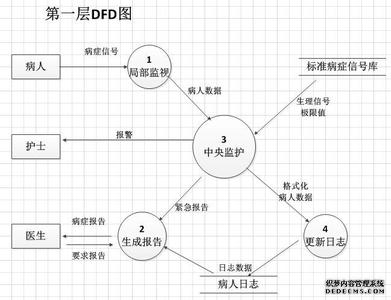 第一层DFD图
病症信号
1
局部监视
病人
标准病症信号库
病人数据
生理信号
极限值
报警
护士
3
中央监护
紧急报告
格式化
病人数据
病症报告
医生
要求报告
2
生成报告
4
更新日志
日志数据
病人日志
织梦内容管理系统
DEDECMS.COM